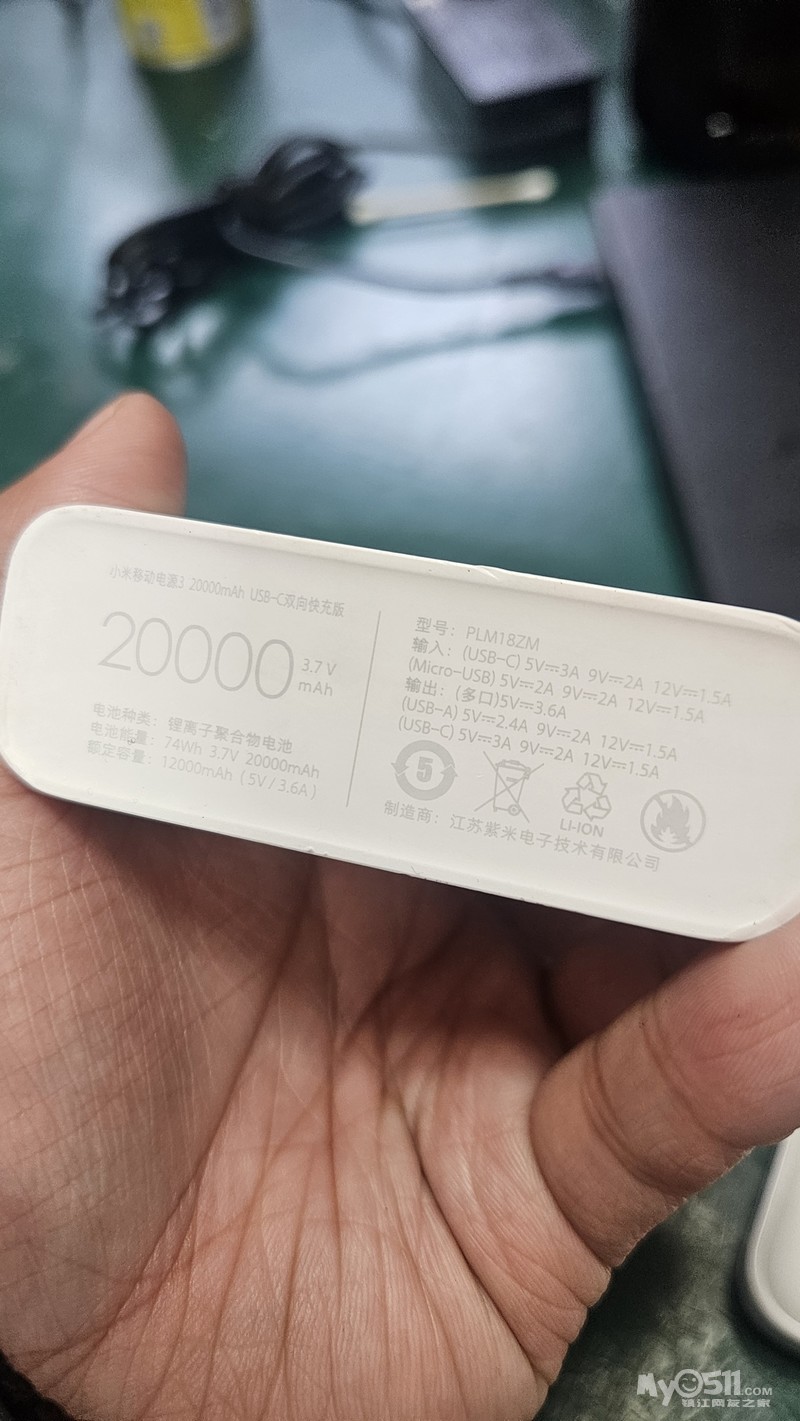 小米移动电源3 20000mAh USB-C双向快充版
20000 3.7 V
mAh
电池种类：锂离子聚合物电池
电池能量：74Wh 3.7V 20000mAh
额定容量：12000mAh（5V / 3.6A）
型号：PLM18ZM
输入：(USB-C) 5V⎓3A 9V⎓2A 12V⎓1.5A
(Micro-USB) 5V⎓2A 9V⎓2A 12V⎓1.5A
输出：(多口)5V⎓3.6A
(USB-A) 5V⎓2.4A 9V⎓2A 12V⎓1.5A
(USB-C) 5V⎓3A 9V⎓2A 12V⎓1.5A
5
LI-ION
制造商：江苏紫米电子技术有限公司
MyO511.COM
镇江网友之家